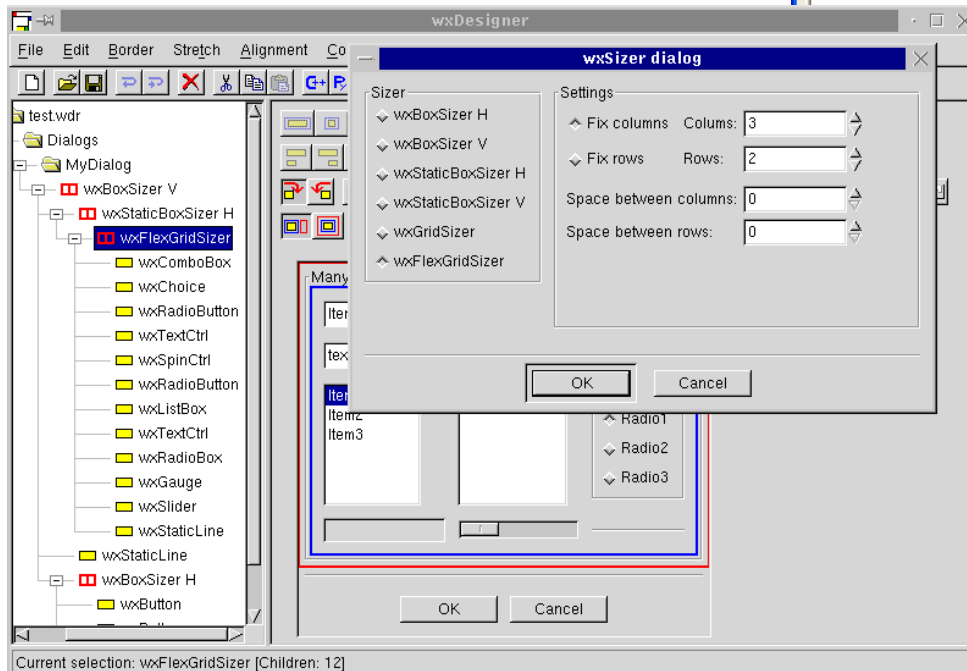 wxDesigner
File Edit Border Stretch Alignment Co
wxSizer dialog
Sizer
wxBoxSizer H
wxBoxSizer V
wxStaticBoxSizer H
wxStaticBoxSizer V
wxGridSizer
wxFlexGridSizer
Settings
Fix columns Colums: 3
Fix rows Rows: 2
Space between columns: 0
Space between rows: 0
OK Cancel
test.wdr
Dialogs
MyDialog
wxBoxSizer V
wxStaticBoxSizer H
wxFlexGridSizer
wxComboBox
wxChoice
wxRadioButton
wxTextCtrl
wxSpinCtrl
wxRadioButton
wxListBox
wxTextCtrl
wxRadioBox
wxGauge
wxSlider
wxStaticLine
wxStaticLine
wxBoxSizer H
wxButton
C++
Many
Iter
tex
Item2
Item3
Radio1
Radio2
Radio3
OK Cancel
Current selection: wxFlexGridSizer [Children: 12]